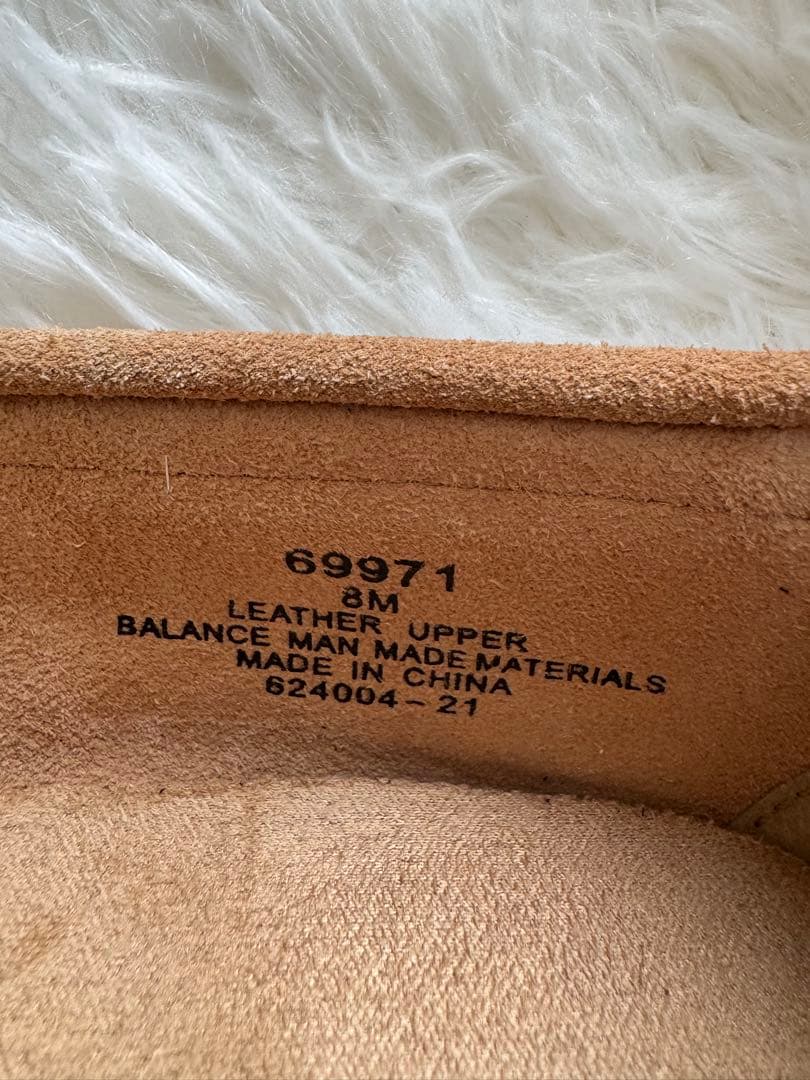 69971
8M
LEATHER UPPER
BALANCE MAN MADE MATERIALS
MADE IN CHINA
624004-21